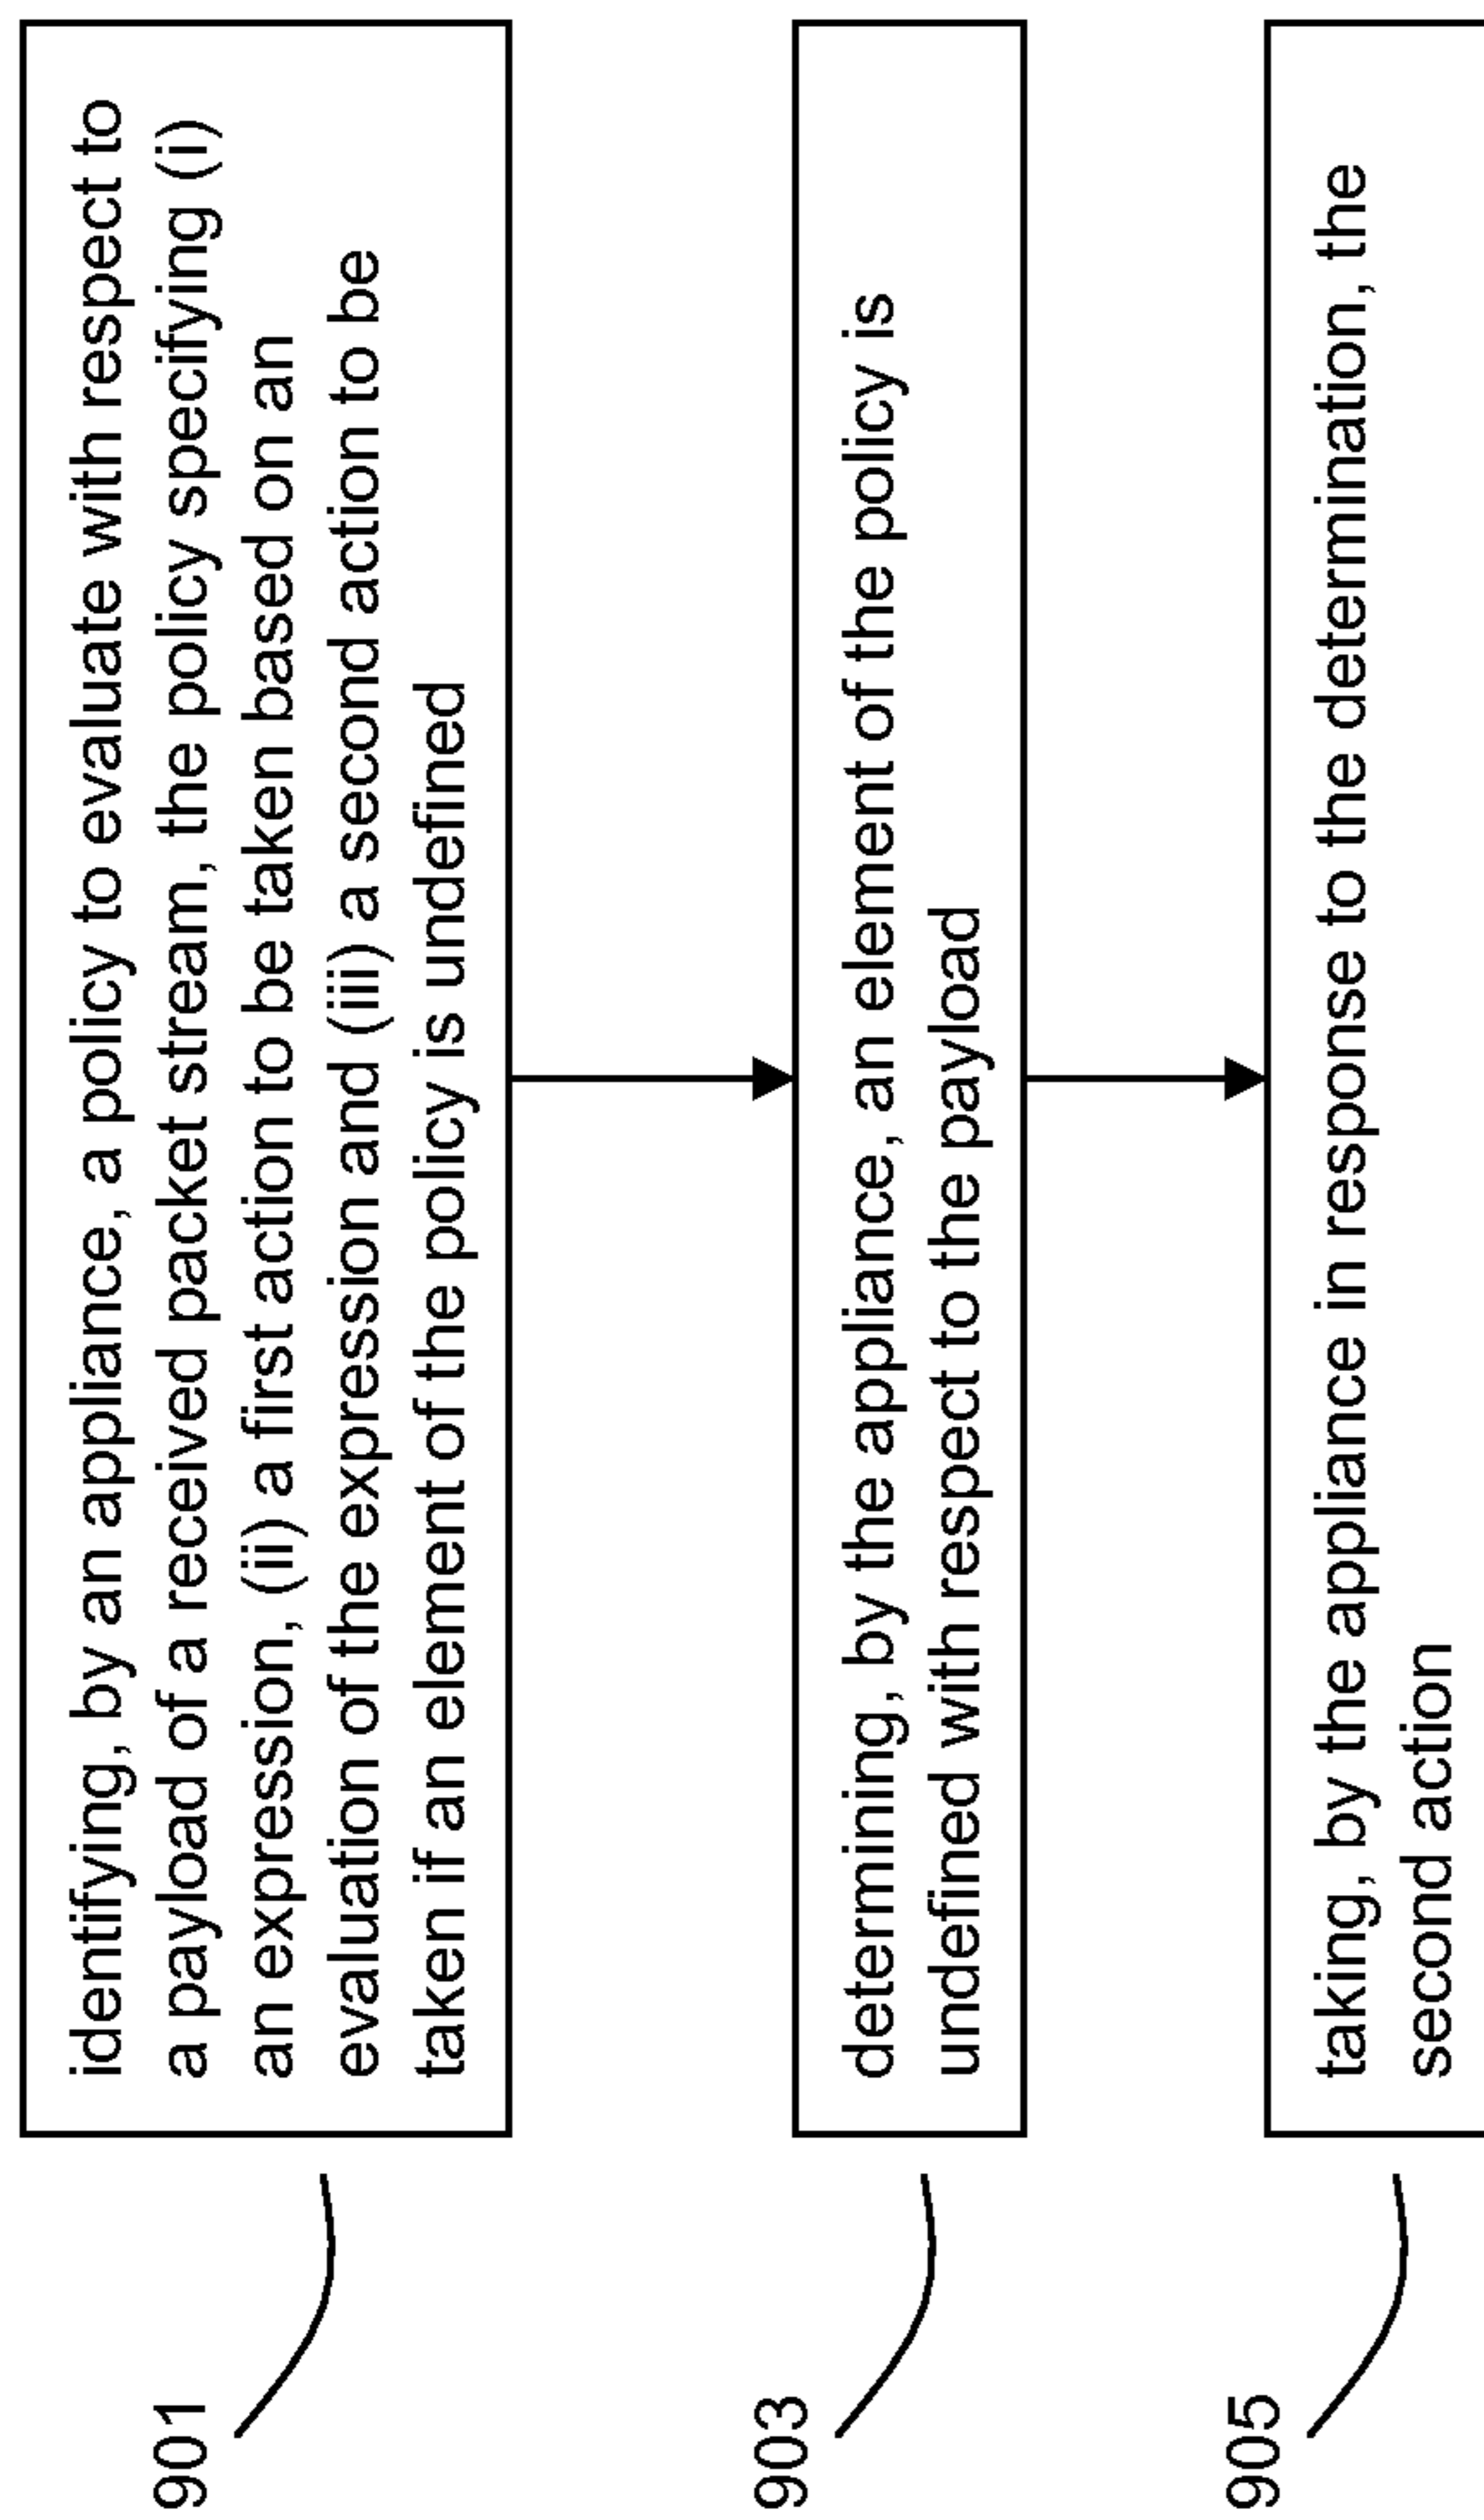 901
identifying, by an appliance, a policy to evaluate with respect to
a payload of a received packet stream, the policy specifying (i)
an expression, (ii) a first action to be taken based on an
evaluation of the expression and (iii) a second action to be
taken if an element of the policy is undefined
903
determining, by the appliance, an element of the policy is
undefined with respect to the payload
905
taking, by the appliance in response to the determination, the
second action